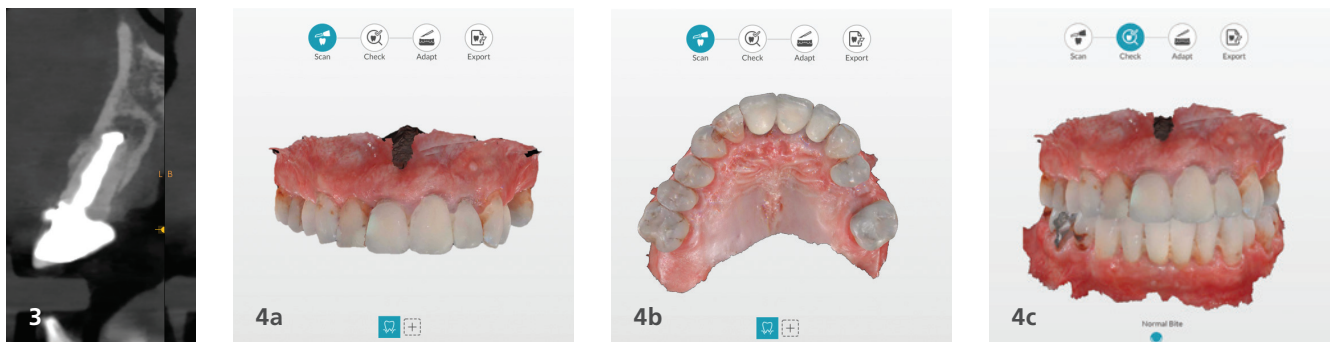 L B
3
Scan Check Adapt Export
4a
Scan Check Adapt Export
4b
Scan Check Adapt Export
Normal Bite
4c